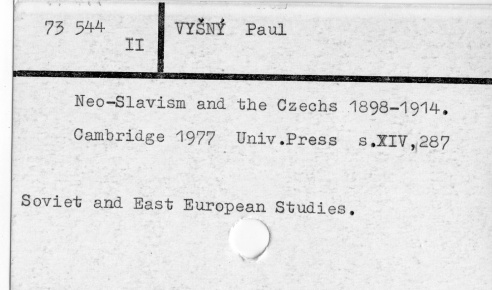 73 544
II
VYŠNÝ Paul
Neo-Slavism and the Czechs 1898-1914.
Cambridge 1977 Univ.Press s.XIV,287
Soviet and East European Studies.